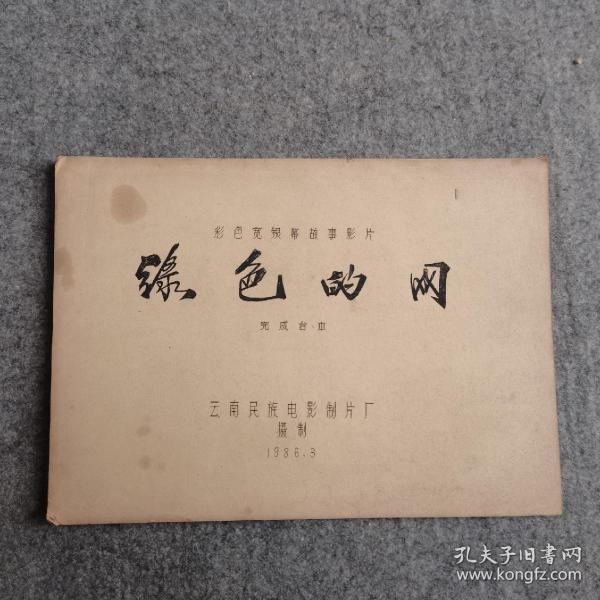 彩色宽银幕故事影片
绿色的网
完成台本
云南民族电影制片厂
摄制
1986.3
孔夫子旧书网
www.kongfz.com